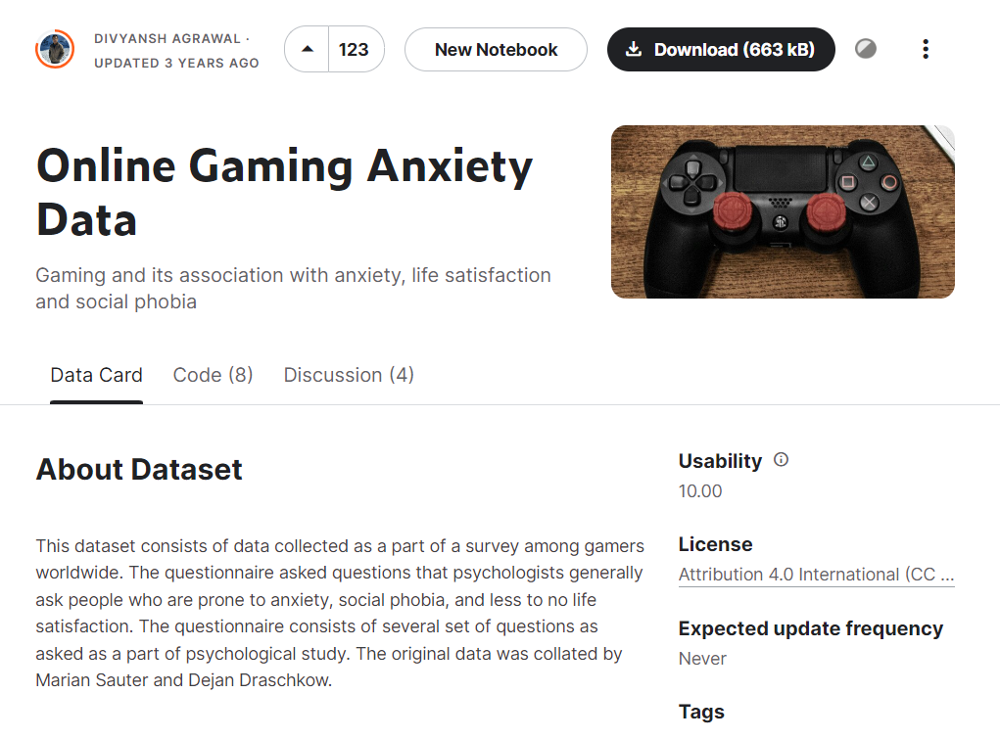 DIVYANSH AGRAWAL ·
UPDATED 3 YEARS AGO
123
New Notebook
Download (663 kB)
Online Gaming Anxiety
Data
Gaming and its association with anxiety, life satisfaction
and social phobia
Data Card
Code (8)
Discussion (4)
About Dataset
This dataset consists of data collected as a part of a survey among gamers
worldwide. The questionnaire asked questions that psychologists generally
ask people who are prone to anxiety, social phobia, and less to no life
satisfaction. The questionnaire consists of several set of questions as
asked as a part of psychological study. The original data was collated by
Marian Sauter and Dejan Draschkow.
Usability
10.00
License
Attribution 4.0 International (CC ...
Expected update frequency
Never
Tags